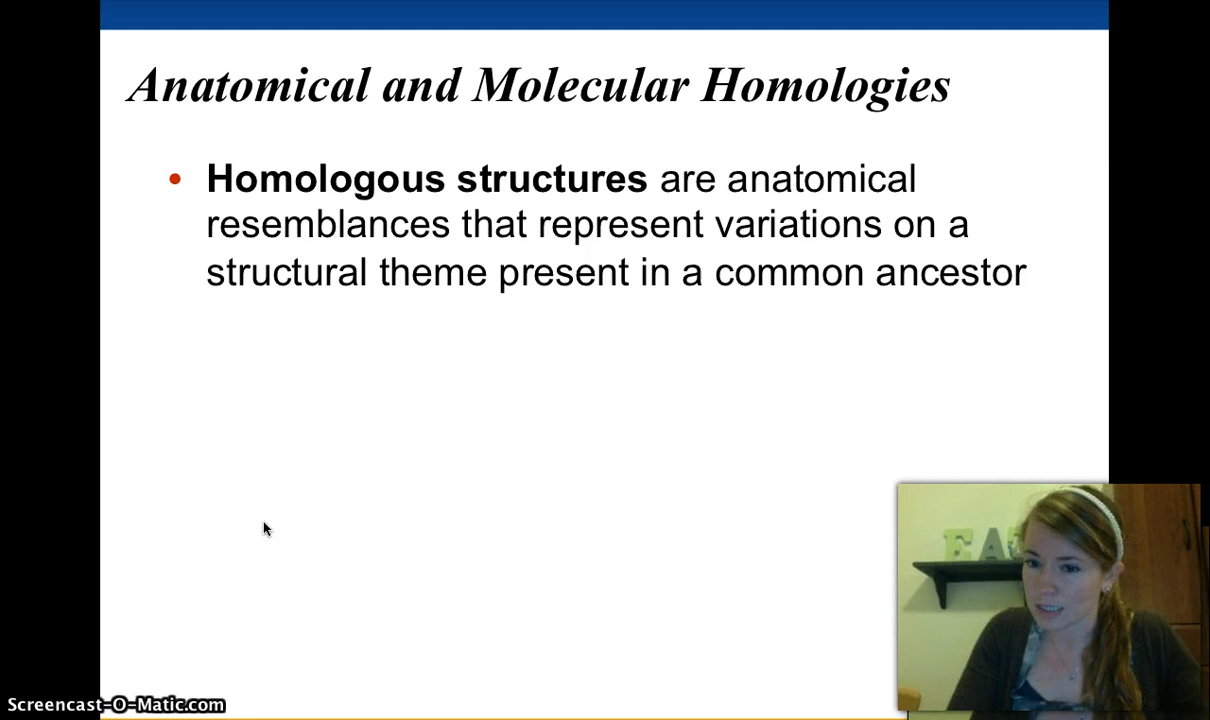 Anatomical and Molecular Homologies
• Homologous structures are anatomical
resemblances that represent variations on a
structural theme present in a common ancestor
EA
Screencast-O-Matic.com